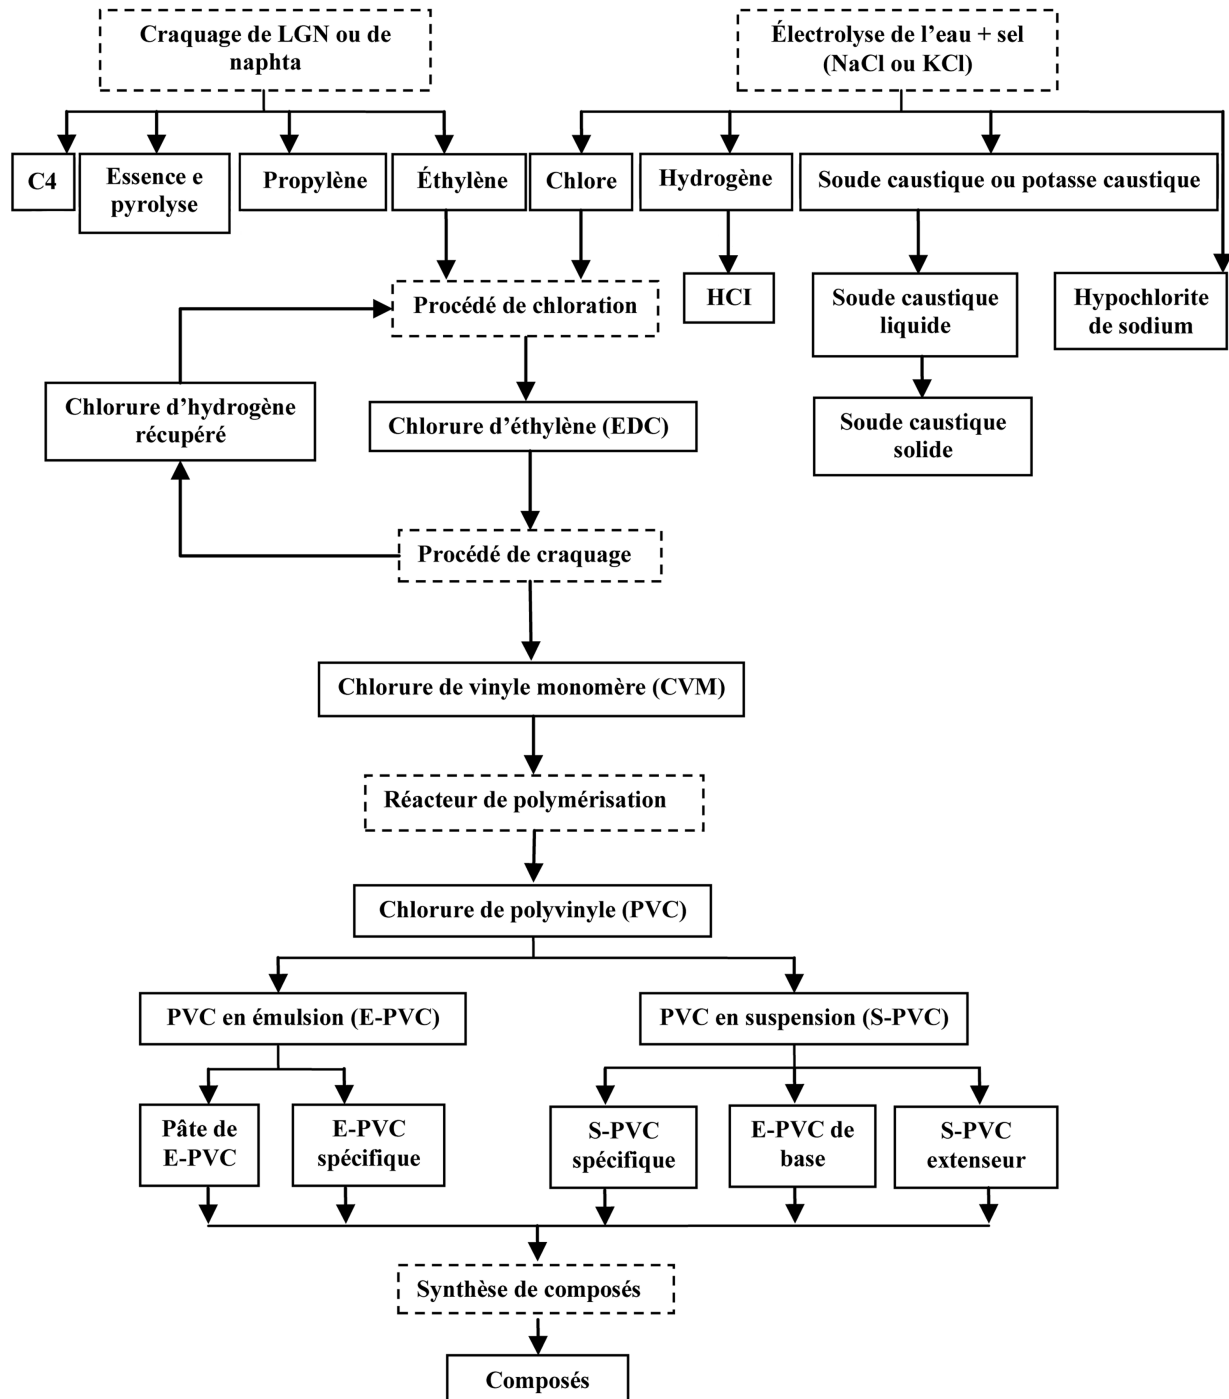 Craquage de LGN ou de
naphta
Électrolyse de l’eau + sel
(NaCl ou KCl)
C4
Essence e
pyrolyse
Propylène
Éthylène
Chlore
Hydrogène
Soude caustique ou potasse caustique
Procédé de chloration
HCI
Soude caustique
liquide
Hypochlorite
de sodium
Chlorure d’hydrogène
récupéré
Chlorure d’éthylène (EDC)
Soude caustique
solide
Procédé de craquage
Chlorure de vinyle monomère (CVM)
Réacteur de polymérisation
Chlorure de polyvinyle (PVC)
PVC en émulsion (E-PVC)
PVC en suspension (S-PVC)
Pâte de
E-PVC
E-PVC
spécifique
S-PVC
spécifique
E-PVC de
base
S-PVC
extenseur
Synthèse de composés
Composés